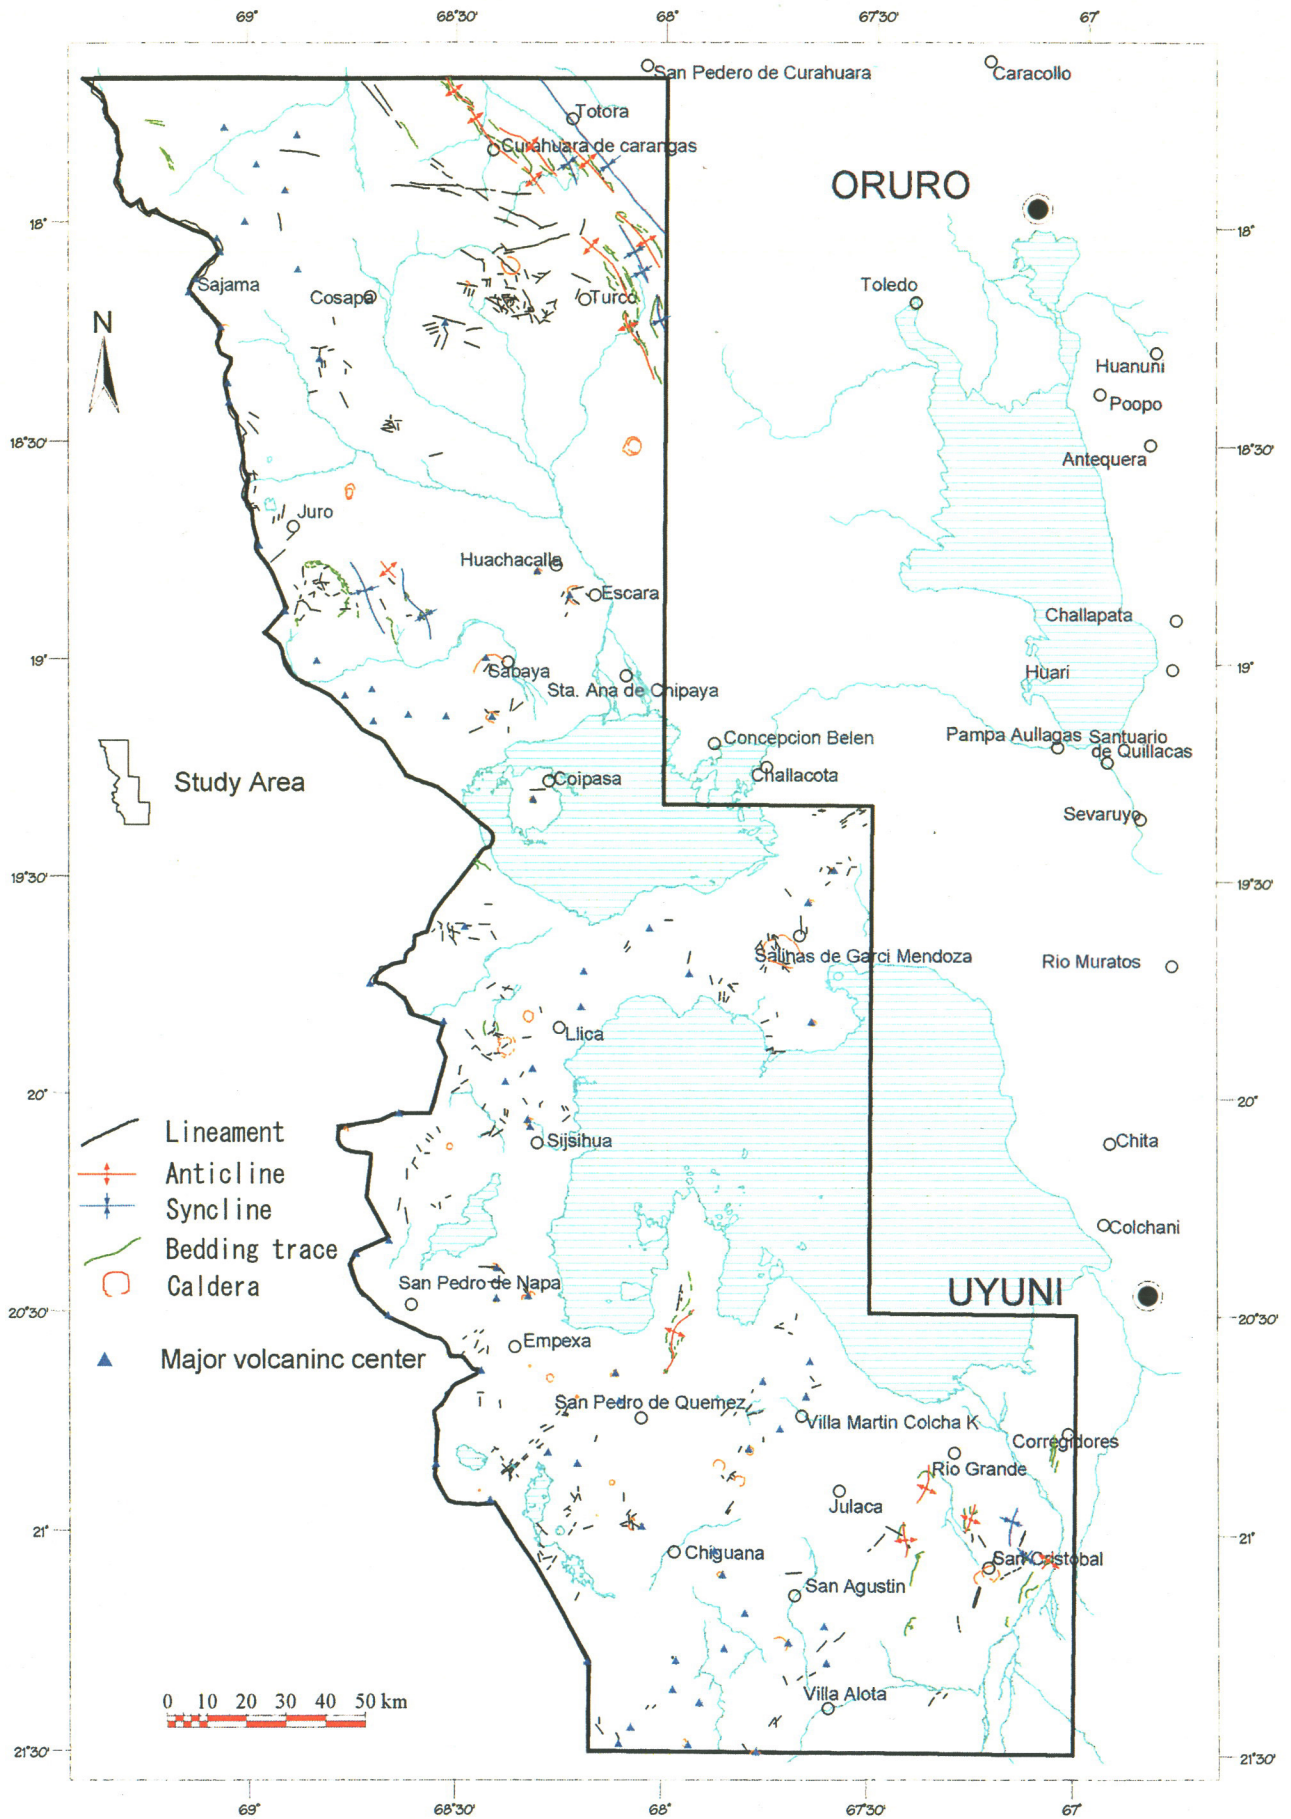 69° 68°30' 68° 67°30' 67°
San Pedero de Curahuara
Caracollo
Totora
Curahuara de carangas
ORURO
18° 18°
Sajama
Cosapa
Turco
Toledo
N
Huanuni
Poopo
18°30' 18°30'
Antequera
Juro
Huachacalla
Escara
Challapata
19° 19°
Sabaya
Huari
Sta. Ana de Chipaya
Concepcion Belen
Pampa Aullagas
Santuario
de Quillacas
Study Area
Coipasa
Challacota
Sevaruyo
19°30' 19°30'
Salinas de Garci Mendoza
Rio Muratos
Llica
20° 20°
Lineament
Sijsihua
Chita
Anticline
Syncline
Colchani
Bedding trace
Caldera
San Pedro de Napa
UYUNI
20°30' 20°30'
Empexa
Major volcaninc center
San Pedro de Quemez
Villa Martin Colcha K
Corregidores
Rio Grande
Julaca
21° 21°
Chiguana
San Cristobal
San Agustin
Villa Alota
0 10 20 30 40 50 km
21°30' 21°30'
69° 68°30' 68° 67°30' 67°